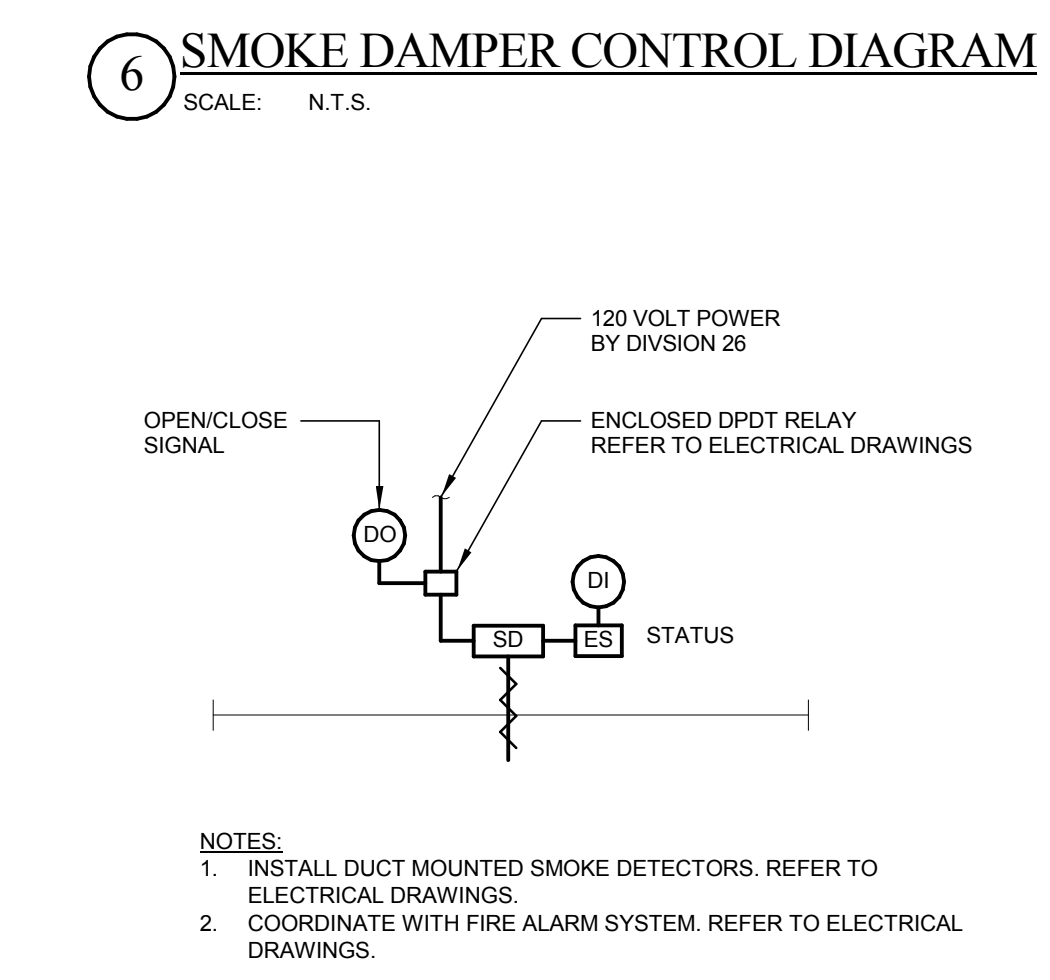 6
SMOKE DAMPER CONTROL DIAGRAM
SCALE: N.T.S.
120 VOLT POWER
BY DIVSION 26
OPEN/CLOSE
SIGNAL
ENCLOSED DPDT RELAY
REFER TO ELECTRICAL DRAWINGS
DO
DI
SD
ES
STATUS
NOTES:
1. INSTALL DUCT MOUNTED SMOKE DETECTORS. REFER TO
ELECTRICAL DRAWINGS.
2. COORDINATE WITH FIRE ALARM SYSTEM. REFER TO ELECTRICAL
DRAWINGS.